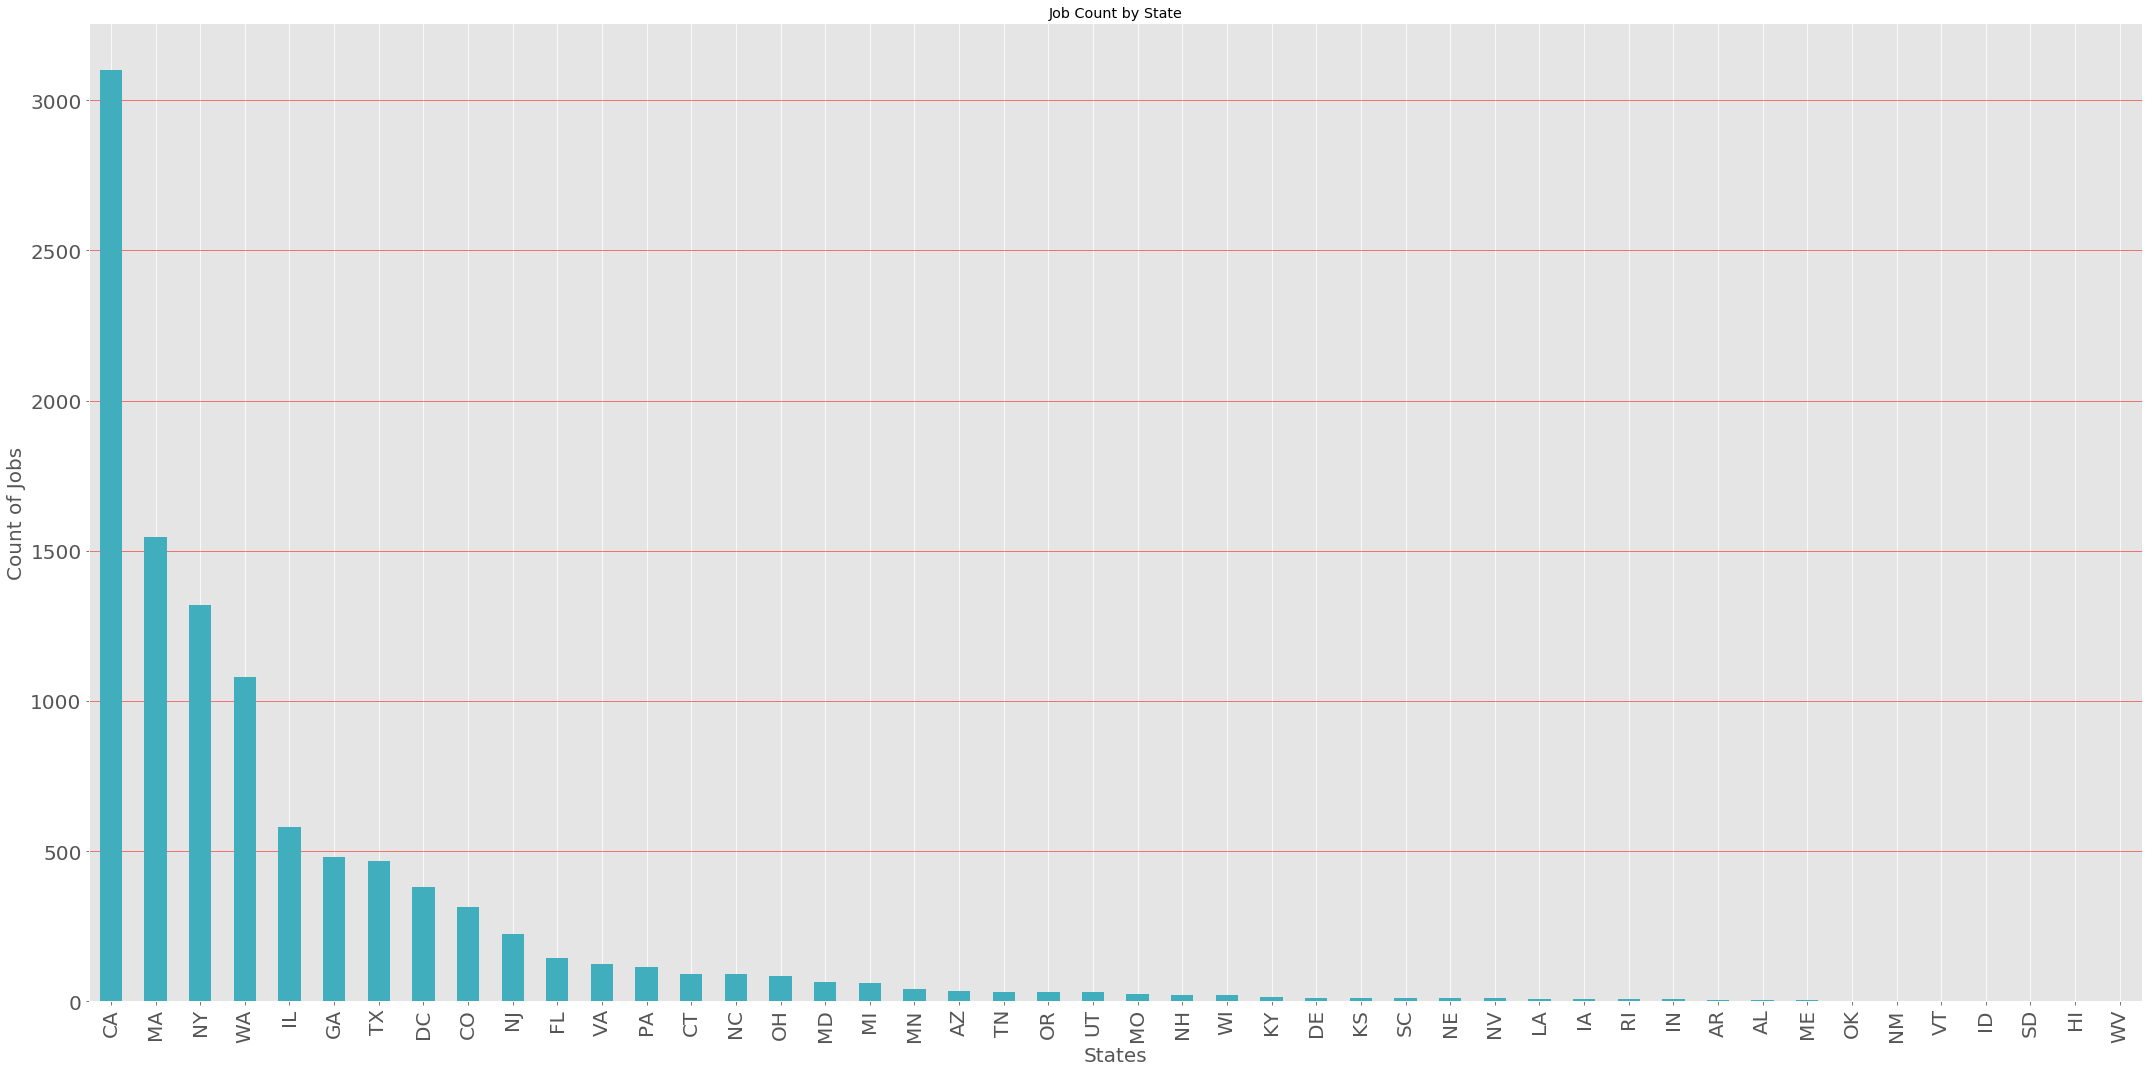 Job Count by State
Count of Jobs
3000
2500
2000
1500
1000
500
0
CA MA NY WA IL GA TX DC CO NJ FL VA PA CT NC OH MD MI MN AZ TN OR UT MO NH WI KY DE KS SC NE NV LA IA RI IN AR AL ME OK NM VT ID SD HI WV
States